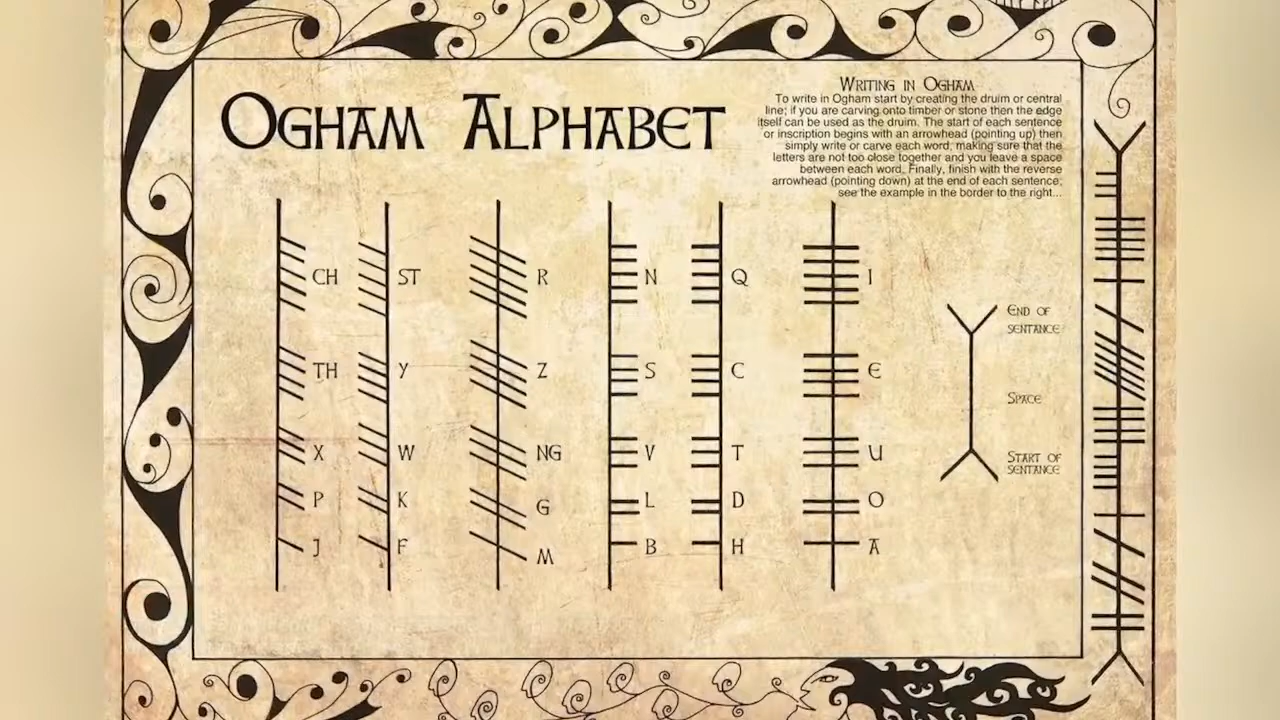 OGHAM ALPHABET
WRITING IN OGHAM
To write in Ogham start by creating the druim or central
line; if you are carving onto timber or stone then the edge
itself can be used as the druim. The start of each sentence
or inscription begins with an arrowhead (pointing up) then
simply write or carve each word, making sure that the
letters are not too close together and you leave a space
between each word. Finally, finish with the reverse
arrowhead (pointing down) at the end of each sentence;
see the example in the border to the right...
CH ST R N Q I
TH Y Z S C E
X W NG V T U
P K G L D O
J F M B H A
END OF
SENTANCE
SPACE
START OF
SENTANCE